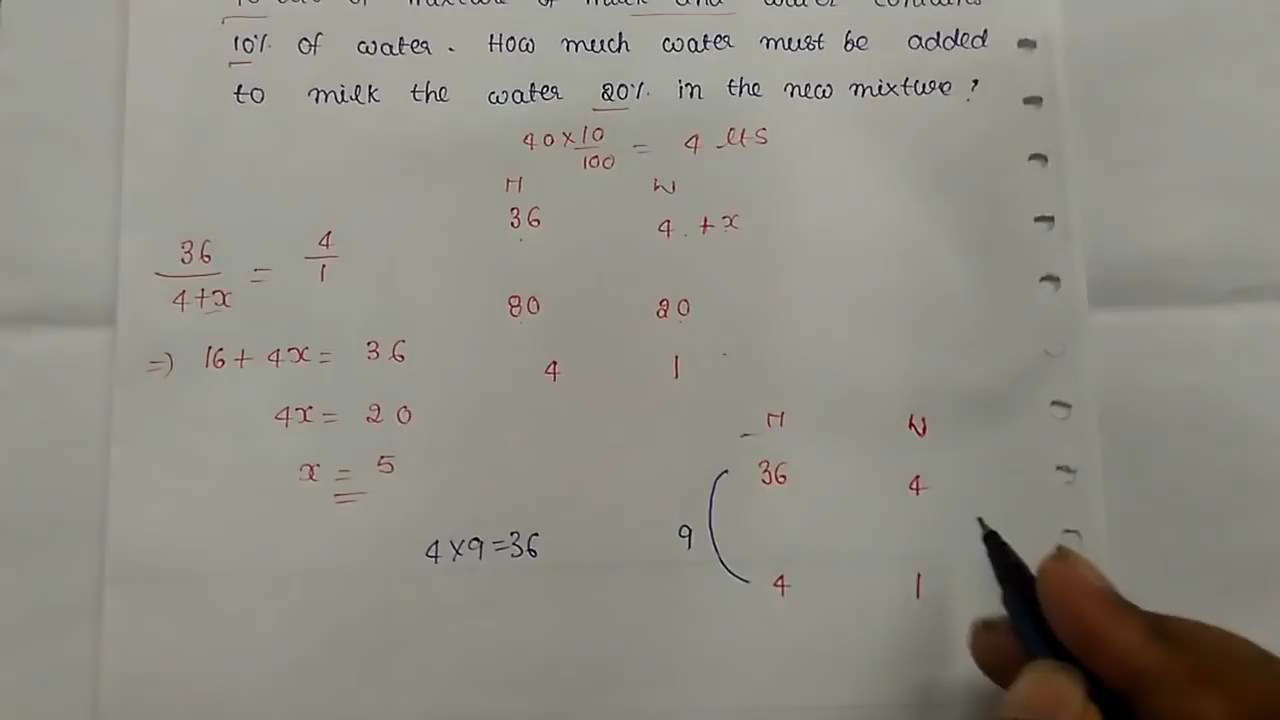 10% of water. How much water must be added
to milk the water 20% in the new mixture?
40 × 10/100 = 4 lts
M W
36 4 + x
36/4+x = 4/1
80 20
=) 16 + 4x = 36
4 1
4x = 20
M W
x = 5
36 4
4×9=36
9
4 1